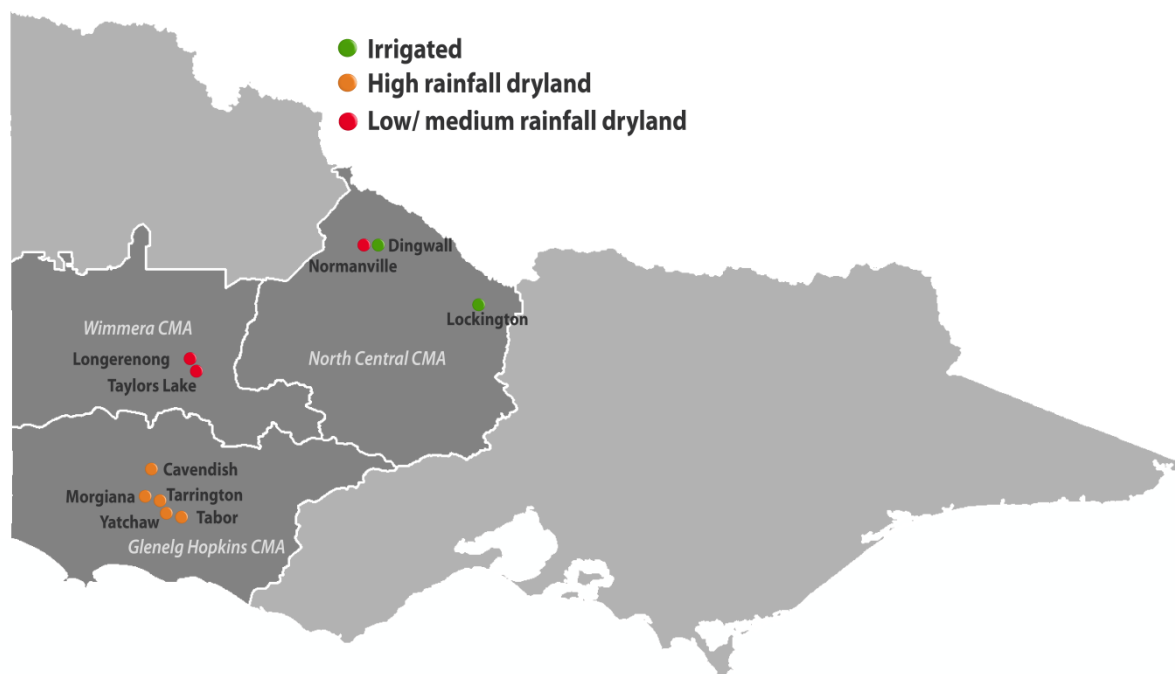 Irrigated
High rainfall dryland
Low/ medium rainfall dryland
Dingwall
Normanville
Lockington
Wimmera CMA
North Central CMA
Longerenong
Taylors Lake
Cavendish
Morgiana
Tarrington
Yatchaw
Tabor
Glenelg Hopkins CMA